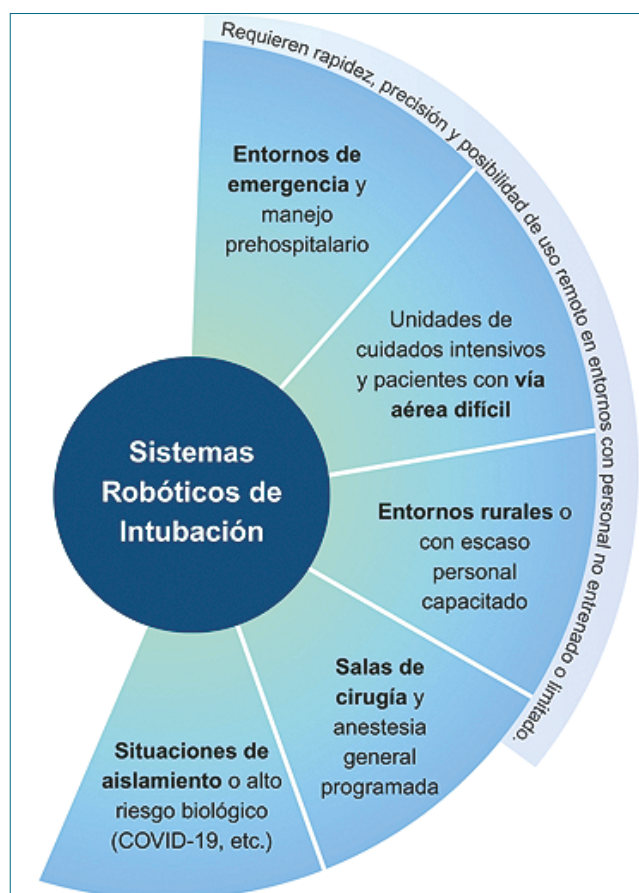 Requieren rapidez, precisión y posibilidad de uso remoto en entornos con personal no entrenado o limitado.
Entornos de
emergencia y
manejo
prehospitalario
Unidades de
cuidados intensivos
y pacientes con vía
aérea difícil
Sistemas
Robóticos de
Intubación
Entornos rurales o
con escaso
personal
capacitado
Salas de
cirugía y
anestesia
general
programada
Situaciones de
aislamiento o alto
riesgo biológico
(COVID-19, etc.)